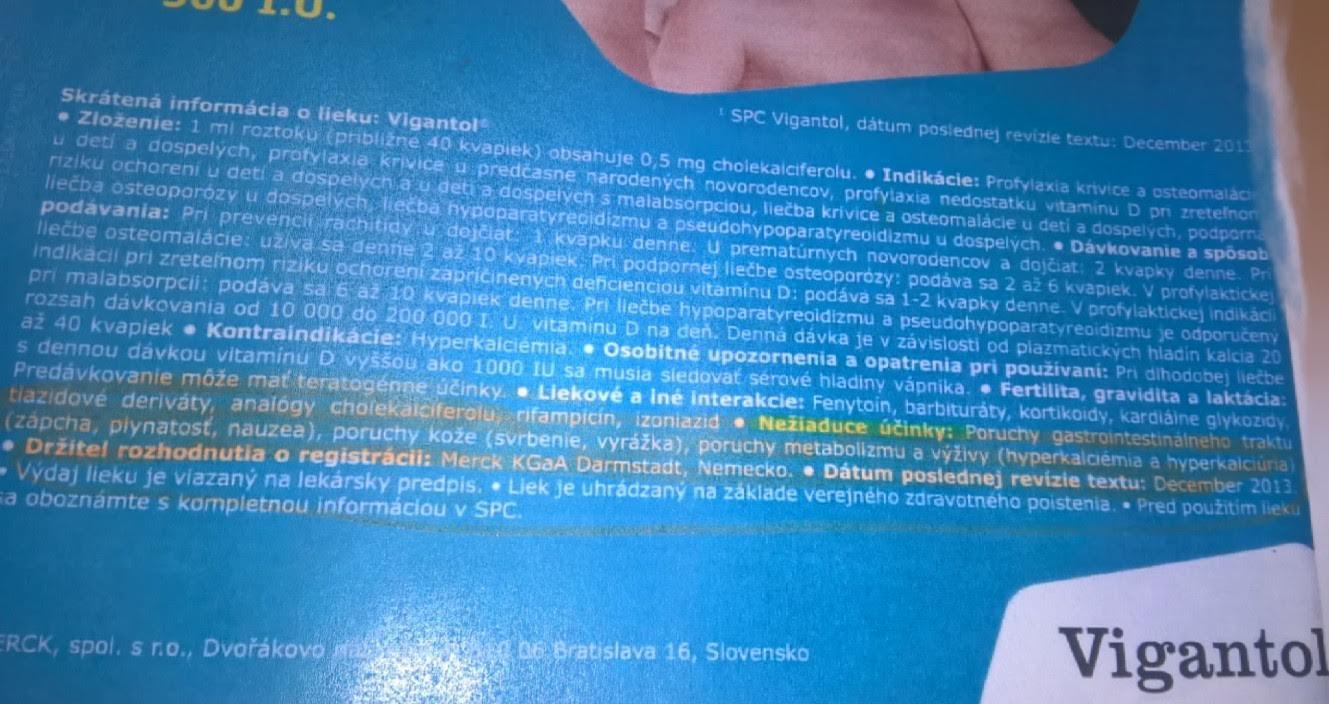 500 I.U.
¹ SPC Vigantol, dátum poslednej revízie textu: December 2013
Skrátená informácia o lieku: Vigantol®
• Zloženie: 1 ml roztoku (približne 40 kvapiek) obsahuje 0,5 mg cholekalciferolu. • Indikácie: Profylaxia krivice a osteomalácie
u detí a dospelých, profylaxia krivice u predčasne narodených novorodencov, profylaxia nedostatku vitamínu D pri zreteľnom
riziku ochorení u detí a dospelých a u detí a dospelých s malabsorpciou, liečba krivice a osteomalácie u detí a dospelých, podporná
liečba osteoporózy u dospelých, liečba hypoparatyreoidizmu a pseudohypoparatyreoidizmu u dospelých. • Dávkovanie a spôsob
podávania: Pri prevencii rachitídy u dojčiat: 1 kvapku denne. U prematúrnych novorodencov a dojčiat: 2 kvapky denne. Pri
liečbe osteomalácie: užíva sa denne 2 až 10 kvapiek. Pri podpornej liečbe osteoporózy: podáva sa 2 až 6 kvapiek. V profylaktickej
indikácii pri zreteľnom riziku ochorení zapríčinených deficienciou vitamínu D: podáva sa 1-2 kvapky denne. V profylaktickej indikácii
pri malabsorpcii: podáva sa 6 až 10 kvapiek denne. Pri liečbe hypoparatyreoidizmu a pseudohypoparatyreoidizmu je odporučený
rozsah dávkovania od 10 000 do 200 000 I. U. vitamínu D na deň. Denná dávka je v závislosti od plazmatických hladín kalcia 20
až 40 kvapiek • Kontraindikácie: Hyperkalciémia. • Osobitné upozornenia a opatrenia pri používaní: Pri dlhodobej liečbe
s dennou dávkou vitamínu D vyššou ako 1000 IU sa musia sledovať sérové hladiny vápnika. • Fertilita, gravidita a laktácia:
Predávkovanie môže mať teratogénne účinky. • Liekové a iné interakcie: Fenytoín, barbituráty, kortikoidy, kardiálne glykozidy,
tiazidové deriváty, analógy cholekalciferolu, rifampicín, izoniazid • Nežiaduce účinky: Poruchy gastrointestinálneho traktu
(zápcha, plynatosť, nauzea), poruchy kože (svrbenie, vyrážka), poruchy metabolizmu a výživy (hyperkalciémia a hyperkalciúria)
• Držiteľ rozhodnutia o registrácii: Merck KGaA Darmstadt, Nemecko. • Dátum poslednej revízie textu: December 2013.
• Výdaj lieku je viazaný na lekársky predpis. • Liek je uhrádzaný na základe verejného zdravotného poistenia. • Pred použitím lieku
sa oboznámte s kompletnou informáciou v SPC.
ERCK, spol. s r.o., Dvořákovo 06 Bratislava 16, Slovensko
Vigantol